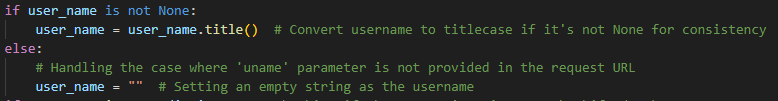 if user_name is not None:
    user_name = user_name.title()  # Convert username to titlecase if it's not None for consistency
else:
    # Handling the case where 'uname' parameter is not provided in the request URL
    user_name = ""  # Setting an empty string as the username